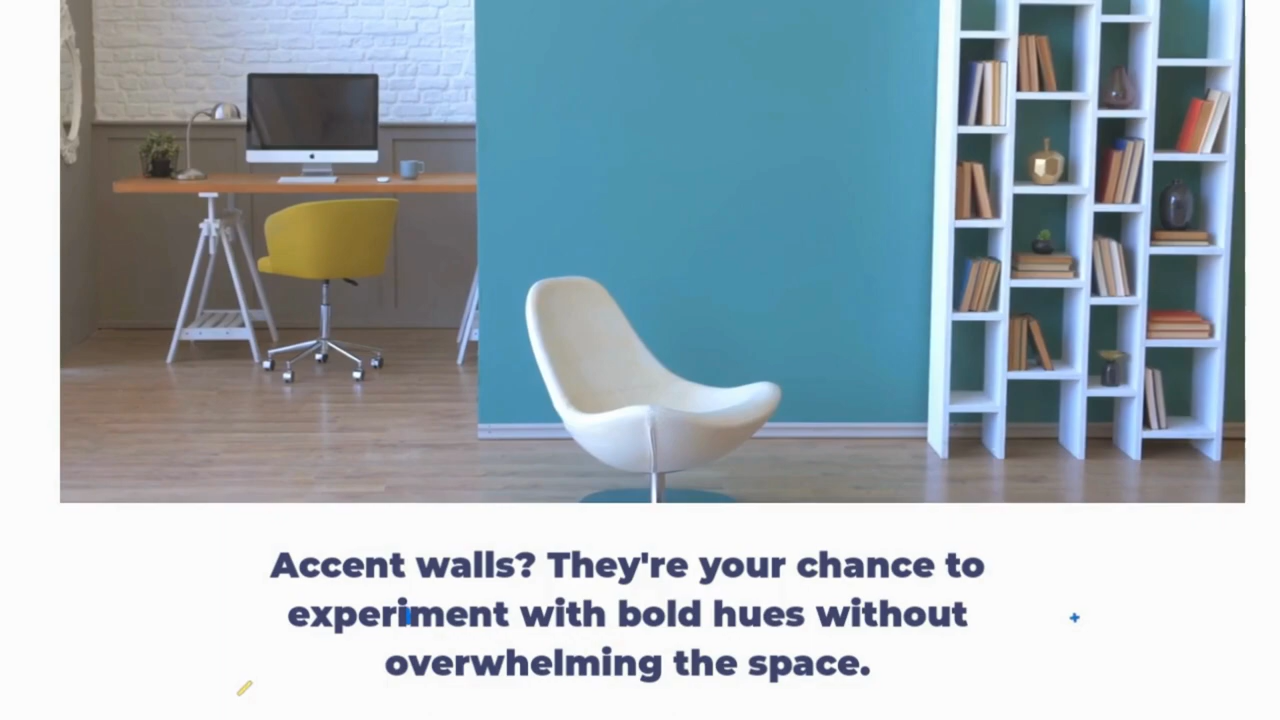 Accent walls? They're your chance to
experiment with bold hues without
overwhelming the space.